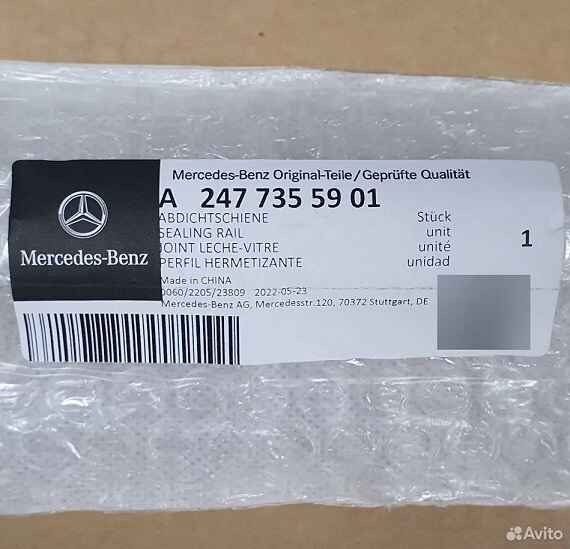 Mercedes-Benz Original-Teile/Geprüfte Qualität
A 247 735 59 01
ABDICHTSCHIENE Stück
SEALING RAIL unit 1
JOINT LECHE-VITRE unité
PERFIL HERMETIZANTE unidad
Mercedes-Benz
Made in CHINA
0060/2205/23809 2022-05-23
Mercedes-Benz AG, Mercedesstr.120, 70372 Stuttgart, DE
Avito